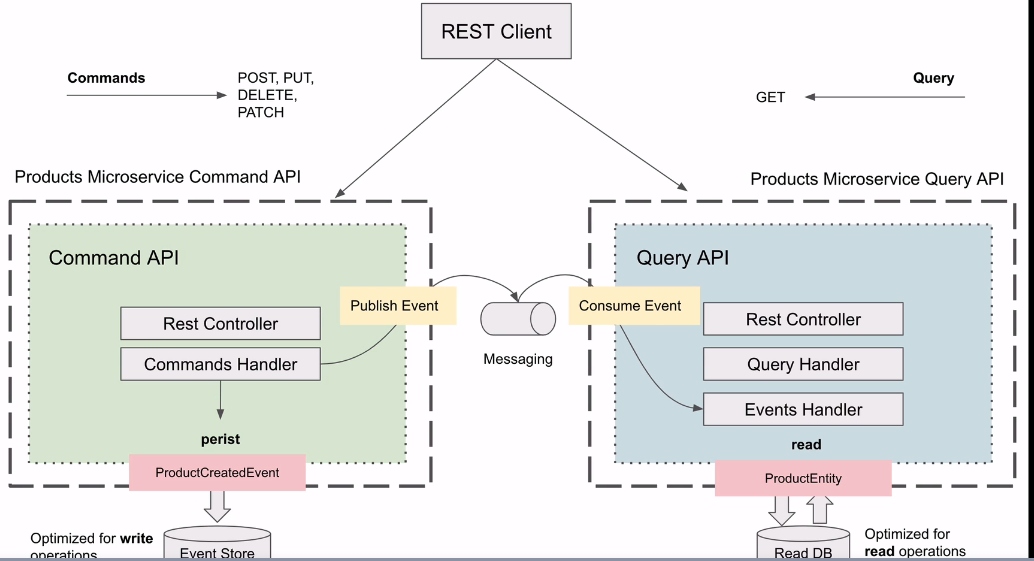 REST Client
Commands
POST, PUT,
DELETE,
PATCH
Query
GET
Products Microservice Command API
Products Microservice Query API
Command API
Query API
Publish Event
Consume Event
Rest Controller
Commands Handler
Messaging
Rest Controller
Query Handler
Events Handler
perist
read
ProductCreatedEvent
ProductEntity
Optimized for write
operations
Event Store
Read DB
Optimized for
read operations